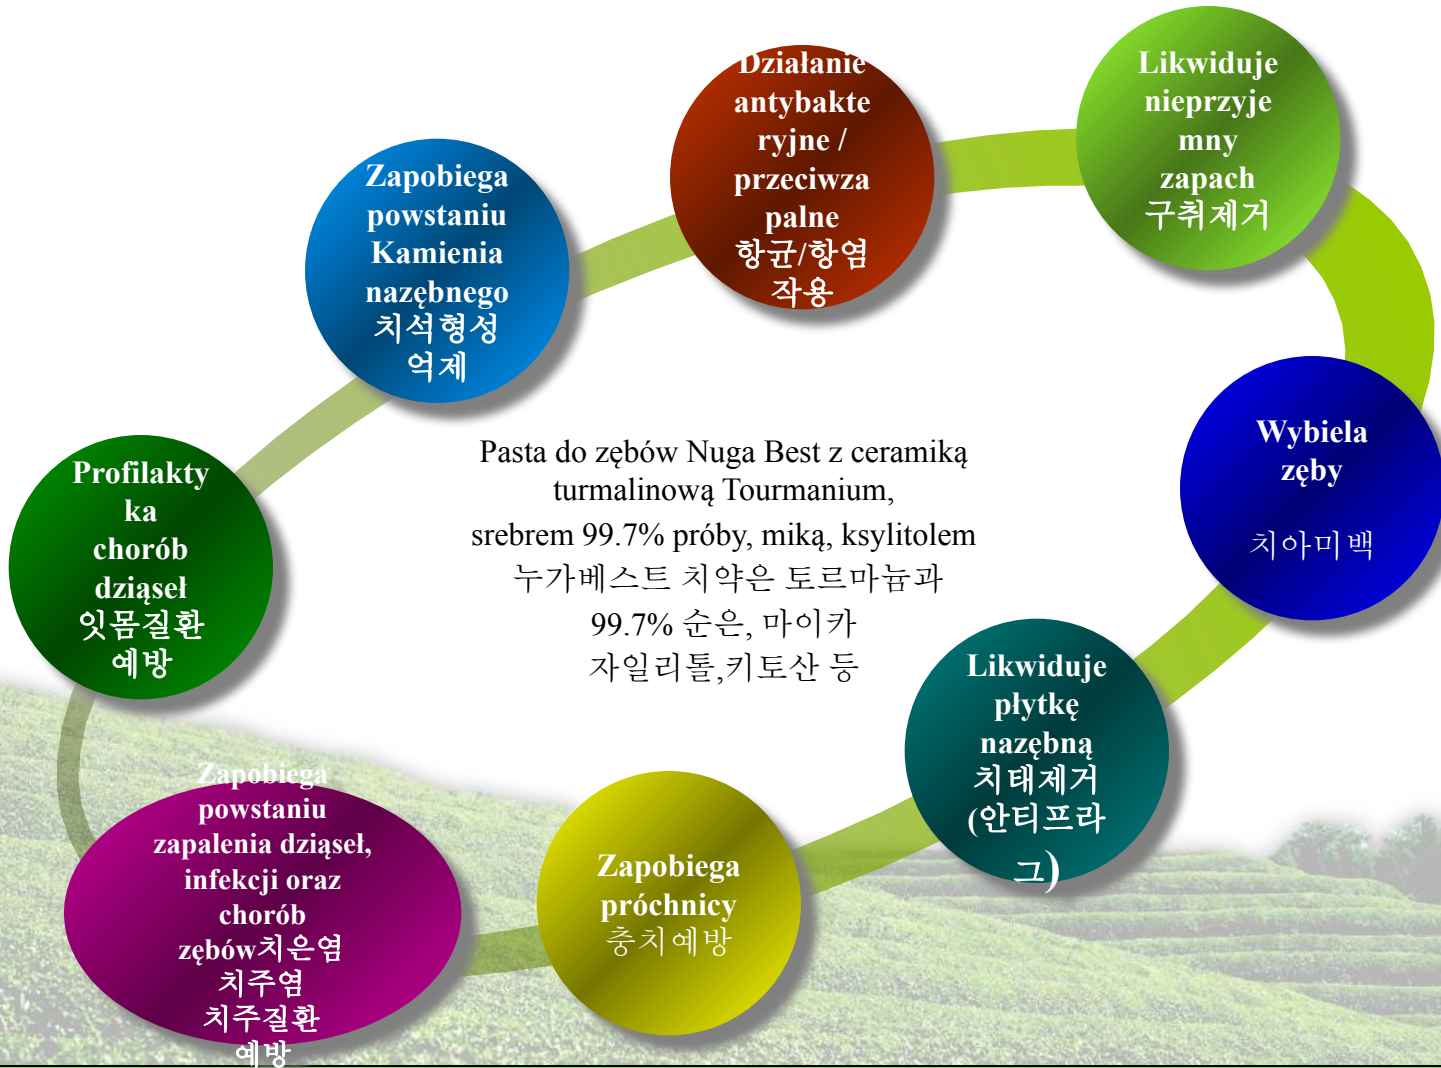 Działanie
antybakte
ryjne /
przeciwza
palne
항균/항염
작용
Likwiduje
nieprzyje
mny
zapach
구취제거
Zapobiega
powstaniu
Kamienia
nazębnego
치석형성
억제
Wybiela
zęby
치아미백
Profilakty
ka
chorób
dziąseł
잇몸질환
예방
Pasta do zębów Nuga Best z ceramiką
turmalinową Tourmanium,
srebrem 99.7% próby, miką, ksylitolem
누가베스트 치약은 토르마늄과
99.7% 순은, 마이카
자일리톨,키토산 등
Likwiduje
płytkę
nazębną
치태제거
(안티프라
그)
Zapobiega
powstaniu
zapalenia dziąseł,
infekcji oraz
chorób
zębów치은염
치주염
치주질환
예방
Zapobiega
próchnicy
충치예방